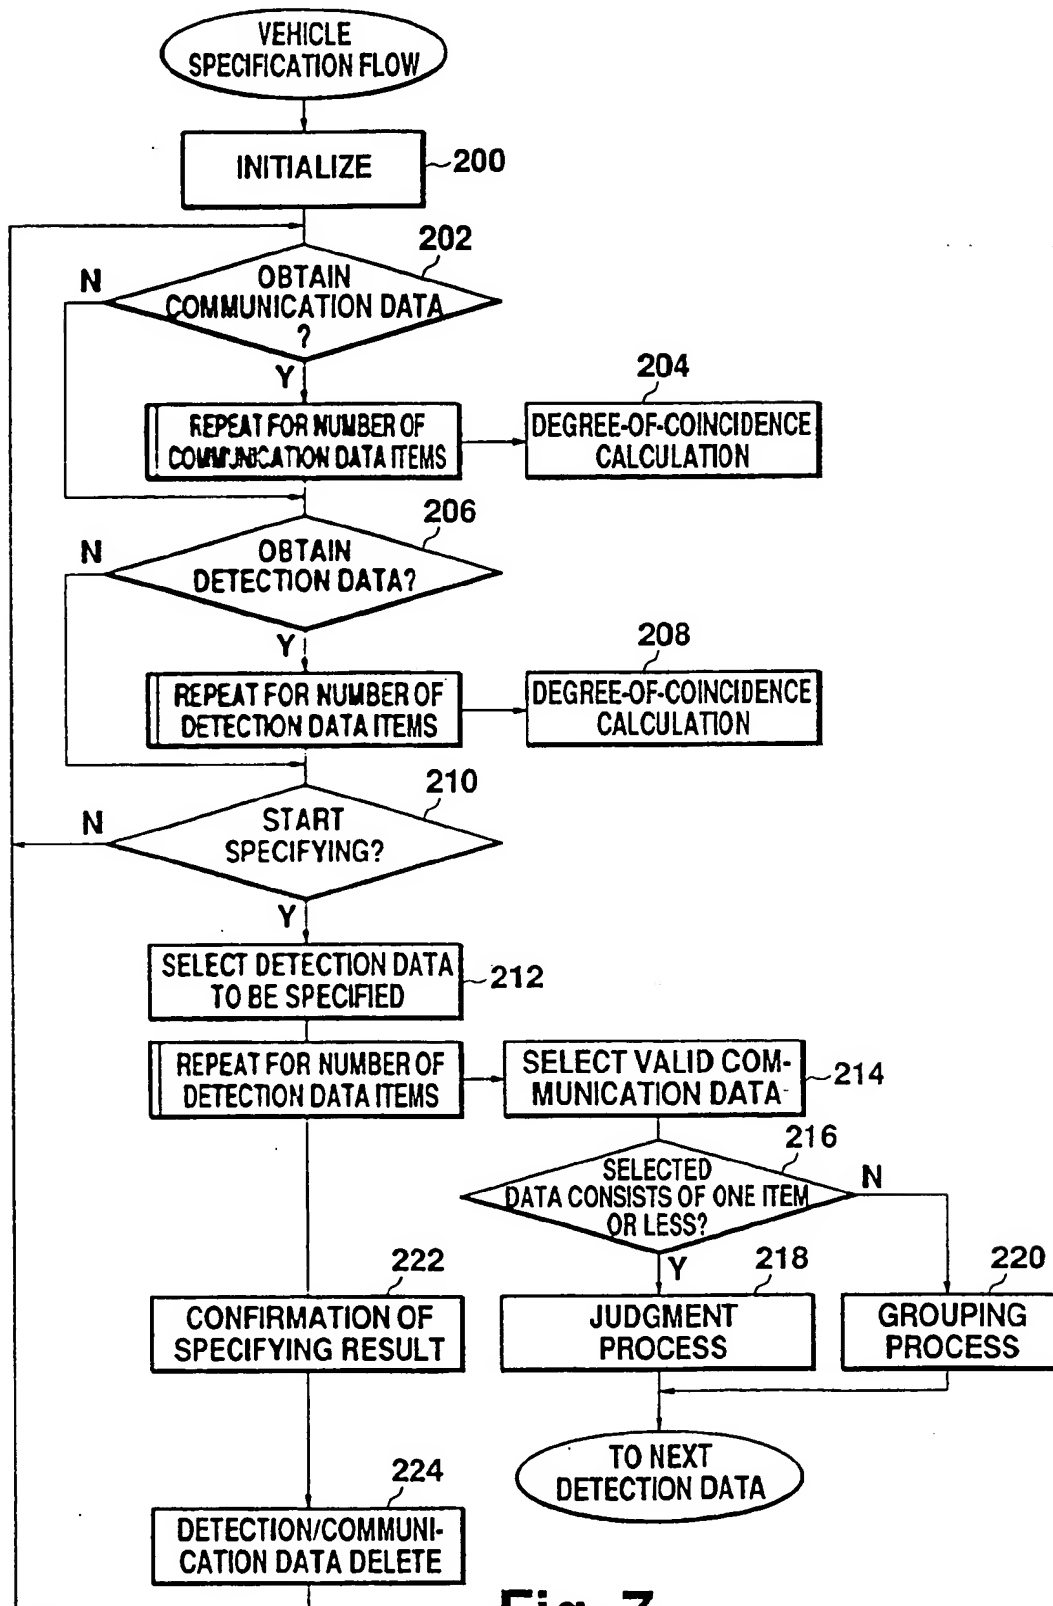 VEHICLE
SPECIFICATION FLOW
INITIALIZE
200
202
N
OBTAIN
COMMUNICATION DATA
?
Y
204
REPEAT FOR NUMBER OF
COMMUNICATION DATA ITEMS
DEGREE-OF-COINCIDENCE
CALCULATION
206
N
OBTAIN
DETECTION DATA?
Y
208
REPEAT FOR NUMBER OF
DETECTION DATA ITEMS
DEGREE-OF-COINCIDENCE
CALCULATION
210
N
START
SPECIFYING?
Y
SELECT DETECTION DATA
TO BE SPECIFIED
212
REPEAT FOR NUMBER OF
DETECTION DATA ITEMS
SELECT VALID COM-
MUNICATION DATA
214
216
SELECTED
DATA CONSISTS OF ONE ITEM
OR LESS?
N
Y
222
218
220
CONFIRMATION OF
SPECIFYING RESULT
JUDGMENT
PROCESS
GROUPING
PROCESS
TO NEXT
DETECTION DATA
224
DETECTION/COMMUNI-
CATION DATA DELETE